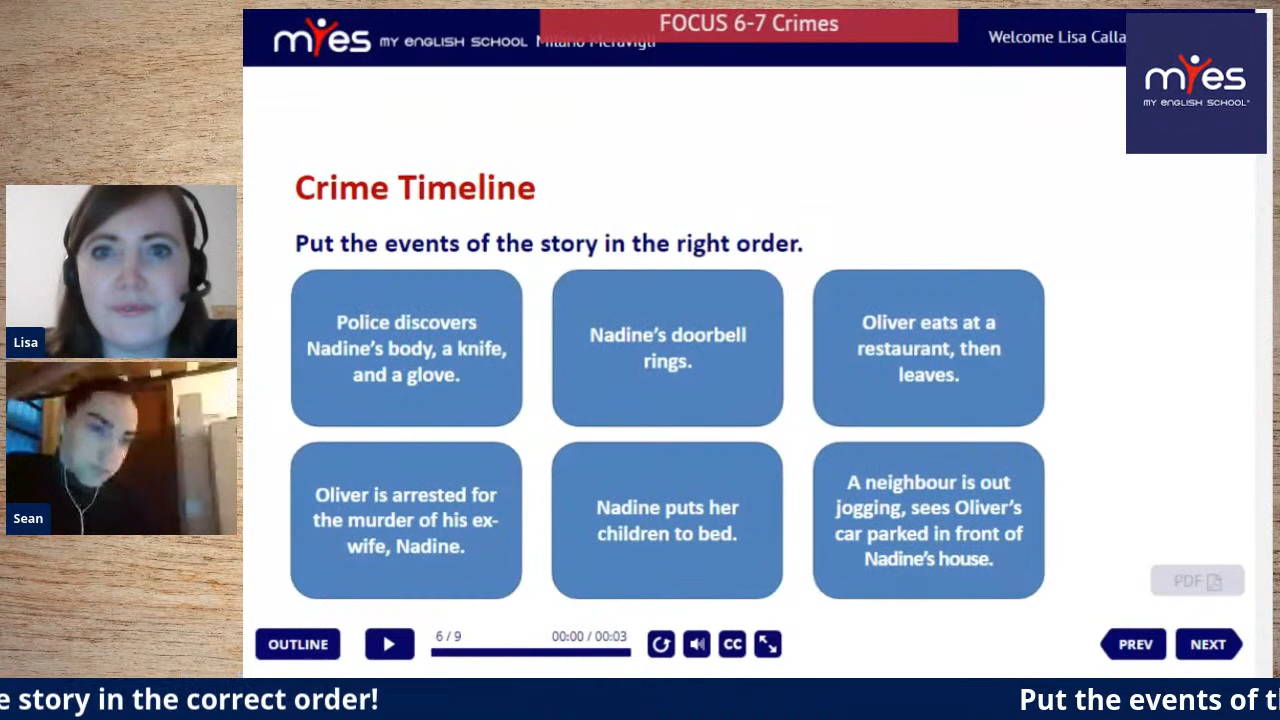 FOCUS 6-7 Crimes
myes MY ENGLISH SCHOOL Milano Meravigli
Welcome Lisa Calla
myes
MY ENGLISH SCHOOL
Crime Timeline
Put the events of the story in the right order.
Police discovers
Nadine’s body, a knife,
and a glove.
Nadine’s doorbell
rings.
Oliver eats at a
restaurant, then
leaves.
Oliver is arrested for
the murder of his ex-
wife, Nadine.
Nadine puts her
children to bed.
A neighbour is out
jogging, sees Oliver’s
car parked in front of
Nadine’s house.
Lisa
Sean
PDF
OUTLINE
6 / 9
00:00 / 00:03
CC
PREV
NEXT
e story in the correct order!
Put the events of t